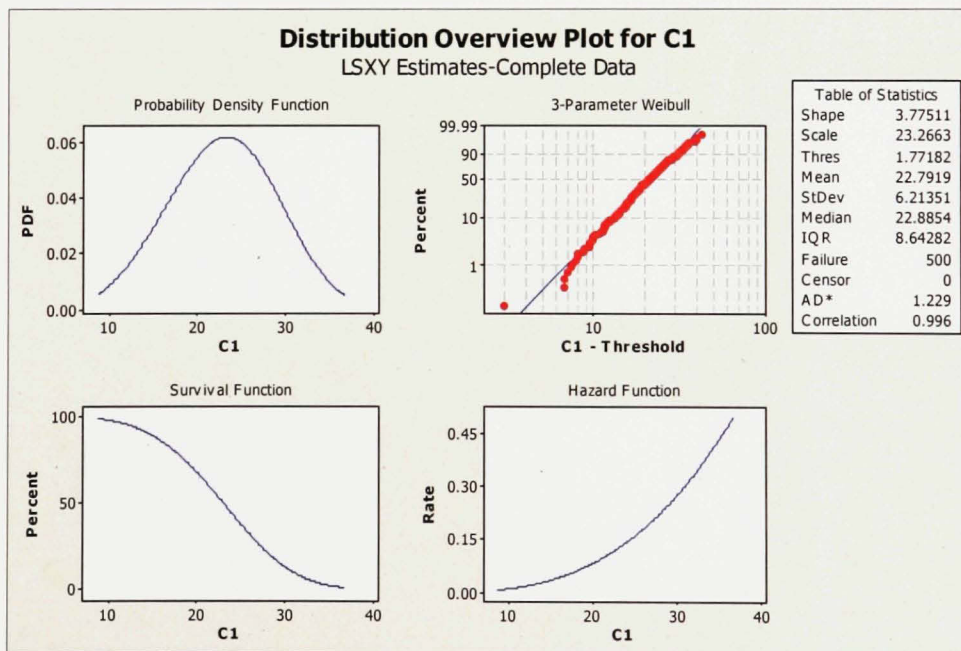 Distribution Overview Plot for C1
LSXY Estimates-Complete Data
Probability Density Function
0.06
0.04
0.02
0.00
PDF
10 20 30 40
C1
3-Parameter Weibull
99.99
90
50
10
1
Percent
10 100
C1 - Threshold
Table of Statistics
Shape 3.77511
Scale 23.2663
Thres 1.77182
Mean 22.7919
StDev 6.21351
Median 22.8854
IQR 8.64282
Failure 500
Censor 0
AD* 1.229
Correlation 0.996
Survival Function
100
50
0
Percent
10 20 30 40
C1
Hazard Function
0.45
0.30
0.15
0.00
Rate
10 20 30 40
C1